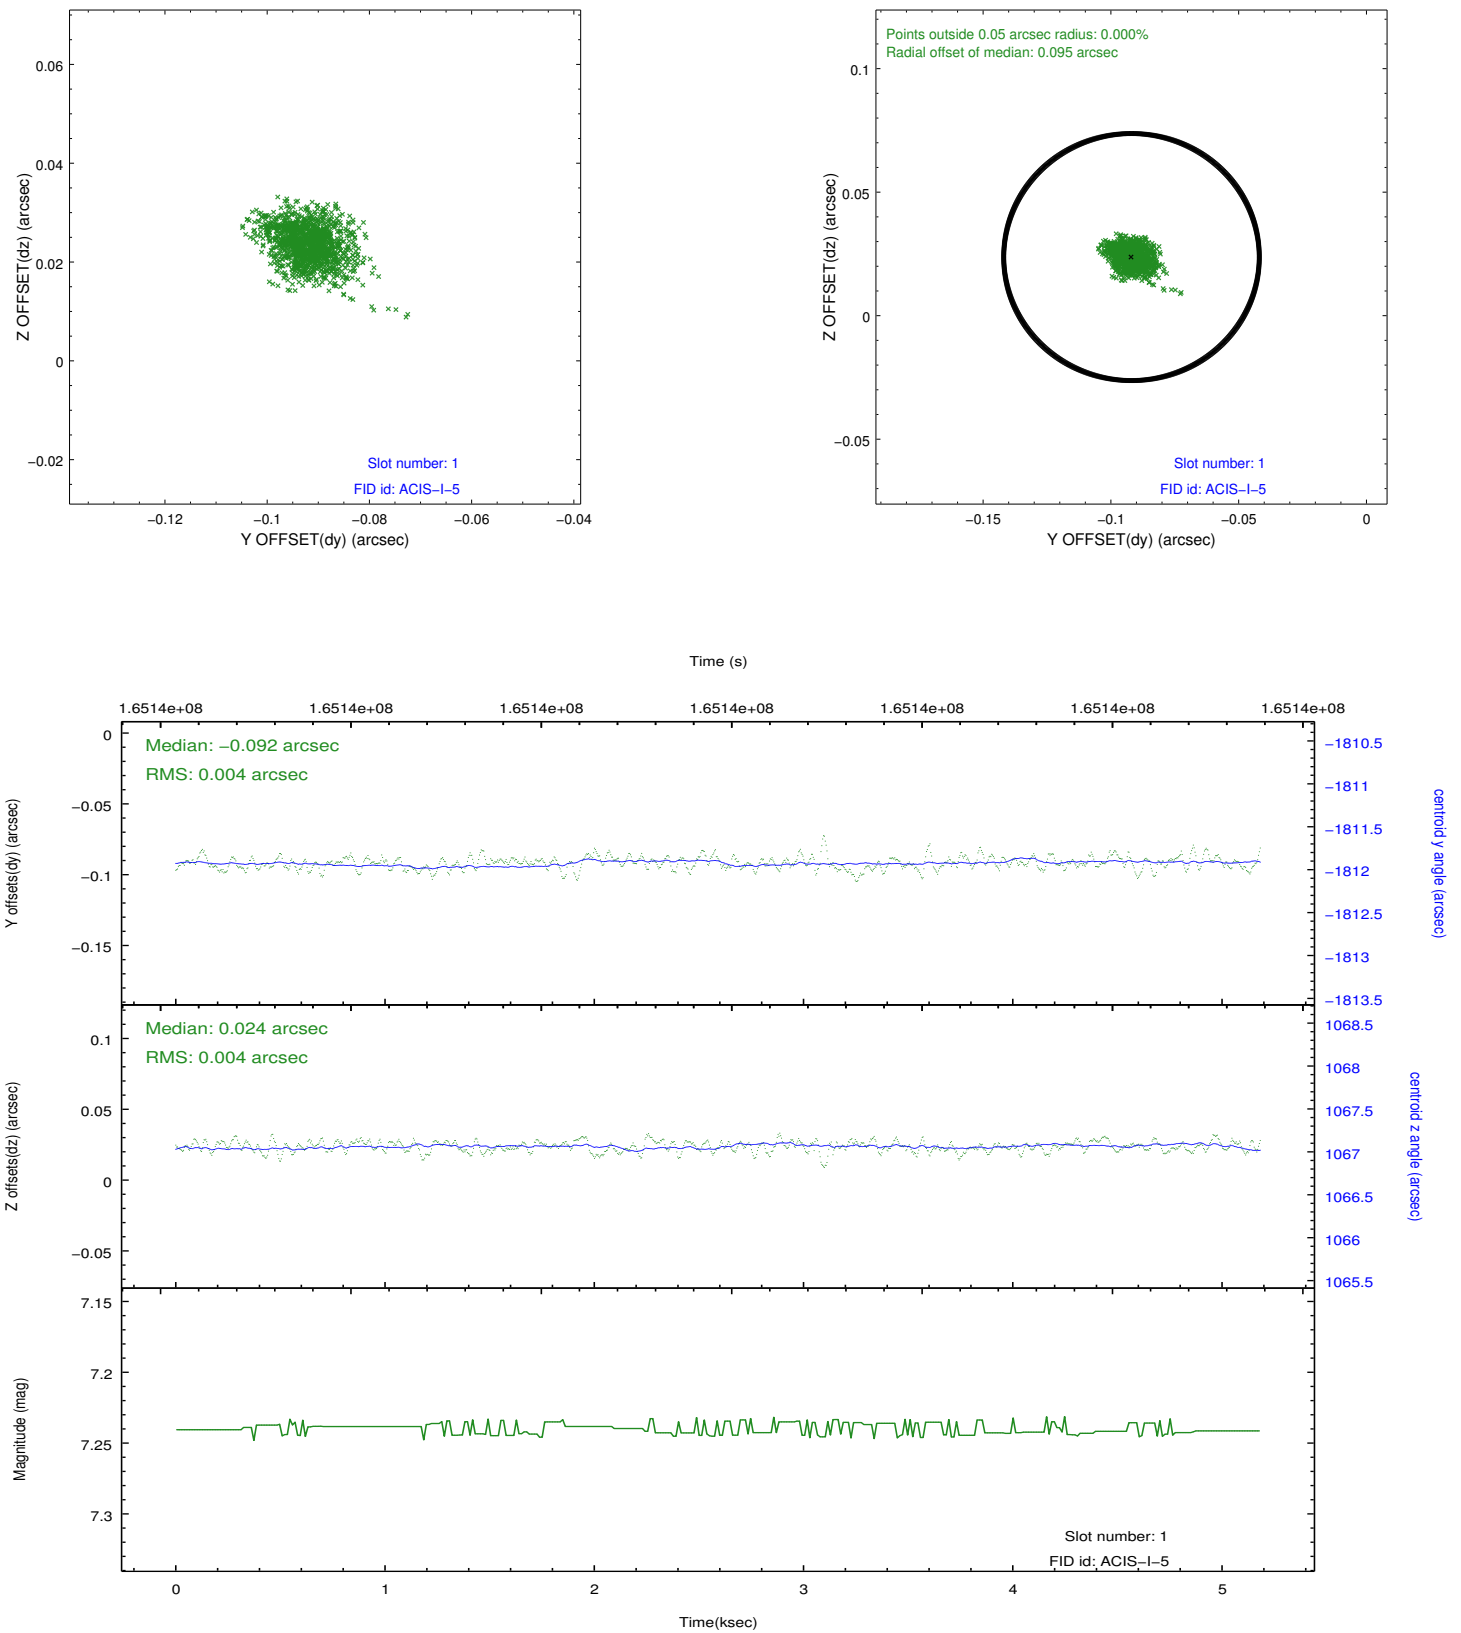 0.06
0.04
0.02
0
−0.02
Z OFFSET(dz) (arcsec)
Slot number: 1
FID id: ACIS−I−5
−0.12 −0.1 −0.08 −0.06 −0.04
Y OFFSET(dy) (arcsec)
Points outside 0.05 arcsec radius: 0.000%
Radial offset of median: 0.095 arcsec
0.1
0.05
0
−0.05
Z OFFSET(dz) (arcsec)
Slot number: 1
FID id: ACIS−I−5
−0.15 −0.1 −0.05 0
Y OFFSET(dy) (arcsec)
Time (s)
1.6514e+08 1.6514e+08 1.6514e+08 1.6514e+08 1.6514e+08 1.6514e+08 1.6514e+08
Median: −0.092 arcsec
RMS: 0.004 arcsec
0
−0.05
−0.1
−0.15
Y offsets(dy) (arcsec)
−1810.5
−1811
−1811.5
−1812
−1812.5
−1813
−1813.5
centroid y angle (arcsec)
Median: 0.024 arcsec
RMS: 0.004 arcsec
0.1
0.05
0
−0.05
Z offsets(dz) (arcsec)
1068.5
1068
1067.5
1067
1066.5
1066
1065.5
centroid z angle (arcsec)
7.15
7.2
7.25
7.3
Magnitude (mag)
Slot number: 1
FID id: ACIS−I−5
0 1 2 3 4 5
Time(ksec)